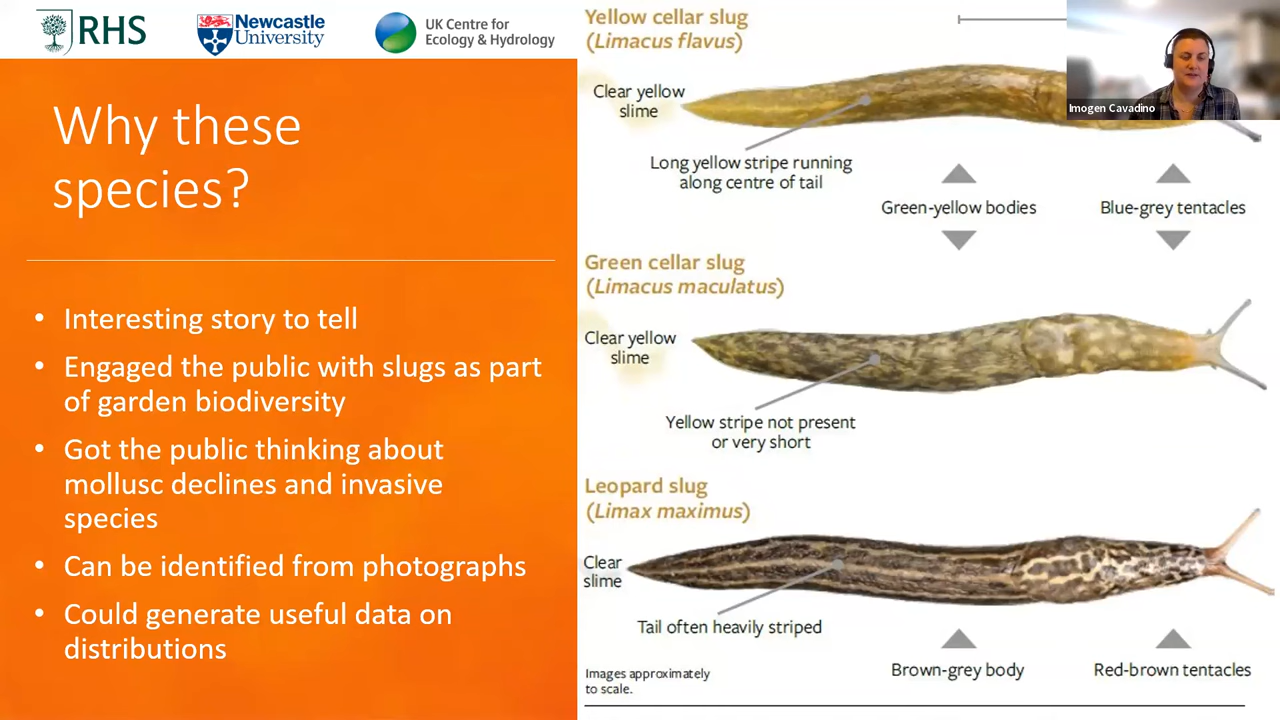 RHS
Newcastle
University
UK Centre for
Ecology & Hydrology
Why these
species?
• Interesting story to tell
• Engaged the public with slugs as part
of garden biodiversity
• Got the public thinking about
mollusc declines and invasive
species
• Can be identified from photographs
• Could generate useful data on
distributions
Yellow cellar slug
(Limacus flavus)
Clear yellow
slime
Long yellow stripe running
along centre of tail
Green-yellow bodies
Blue-grey tentacles
Imogen Cavadino
Green cellar slug
(Limacus maculatus)
Clear yellow
slime
Yellow stripe not present
or very short
Leopard slug
(Limax maximus)
Clear
slime
Tail often heavily striped
Brown-grey body
Red-brown tentacles
Images approximately
to scale.